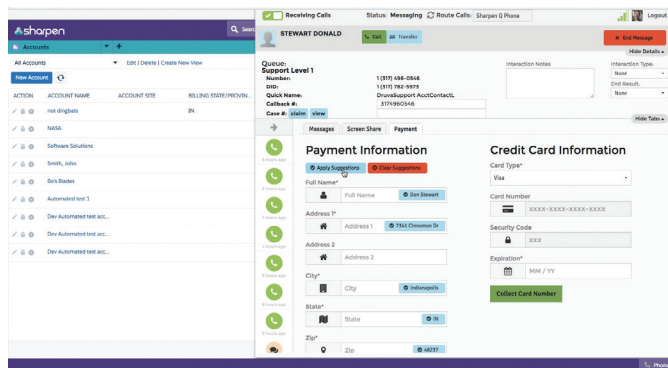 sharpen
Sear
Accounts
+
All Accounts
Edit | Delete | Create New View
New Account
ACTION
ACCOUNT NAME
ACCOUNT SITE
BILLING STATE/PROVIN...
not dingbats
IN
NASA
Software Solutions
Smith, John
Bo's Blades
Automated test 1
Dev Automated test acc...
Dev Automated test acc...
Dev Automated test acc...
Receiving Calls
Status: Messaging
Route Calls:
Sharpen Q Phone
Logout
STEWART DONALD
Call
Transfer
End Message
Hide Details
Queue:
Support Level 1
Number: 1 (317) 496-0546
DID: 1 (317) 782-5973
Quick Name: DruvaSupport AcctContactL
Callback #: 3174960546
Case #: claim view
Interaction Notes
Interaction Type:
None
End Result:
None
Hide Tabs
Messages
Screen Share
Payment
Payment Information
Apply Suggestions
Clear Suggestions
Full Name*
Full Name
Don Stewart
Address 1*
Address 1
7341 Cinnamon Dr
Address 2
Address 2
City*
City
Indianapolis
State*
State
IN
Zip*
Zip
46237
Credit Card Information
Card Type*
Visa
Card Number
XXXX-XXXX-XXXX-XXXX
Security Code
XXX
Expiration*
MM / YY
Collect Card Number
Phone